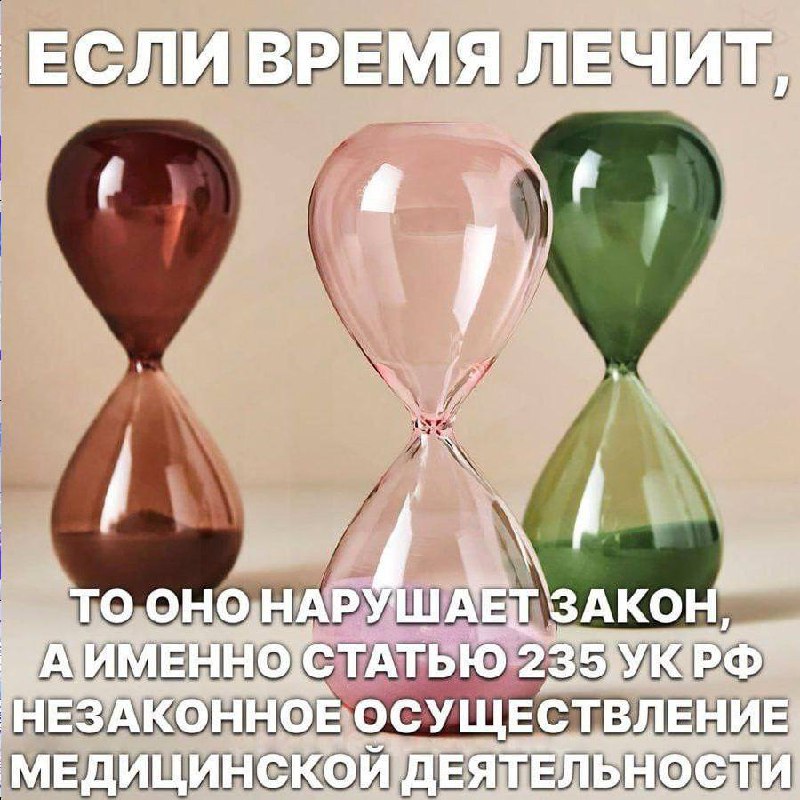 ЕСЛИ ВРЕМЯ ЛЕЧИТ,
ТО ОНО НАРУШАЕТ ЗАКОН,
А ИМЕННО СТАТЬЮ 235 УК РФ
НЕЗАКОННОЕ ОСУЩЕСТВЛЕНИЕ
МЕДИЦИНСКОЙ ДЕЯТЕЛЬНОСТИ